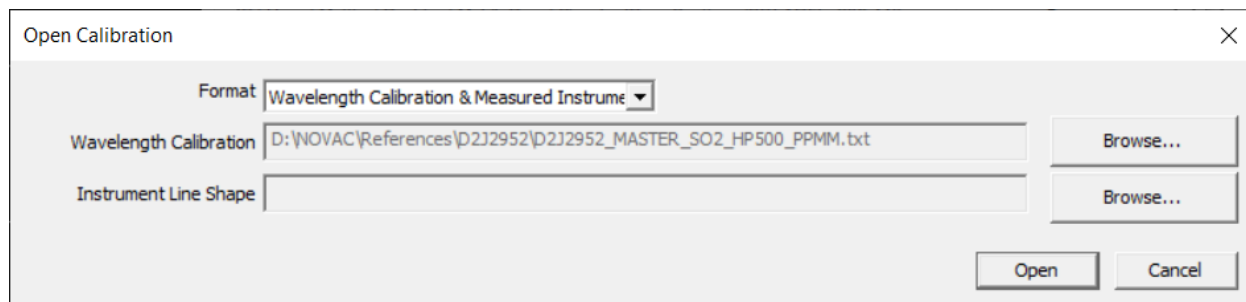 Open Calibration
Format Wavelength Calibration & Measured Instrume
Wavelength Calibration D:\NOVAC\References\D2J2952\D2J2952_MASTER_SO2_HP500_PPMM.txt Browse...
Instrument Line Shape Browse...
Open Cancel